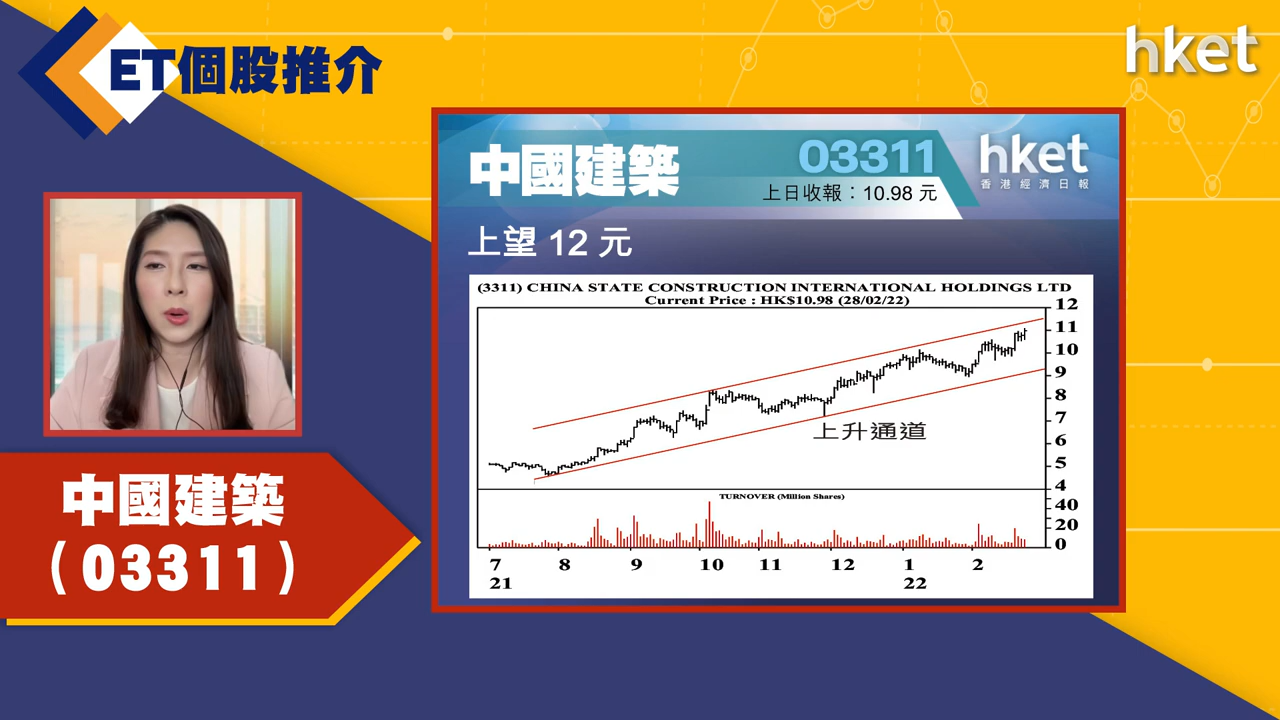 ET個股推介
hket
中國建築
03311
hket
香港經濟日報
上日收報：10.98 元
上望 12 元
(3311) CHINA STATE CONSTRUCTION INTERNATIONAL HOLDINGS LTD
Current Price : HK$10.98 (28/02/22)
12
11
10
9
8
7
6
5
4
上升通道
TURNOVER (Million Shares)
40
20
0
7 8 9 10 11 12 1 2
21 22
中國建築
（03311）